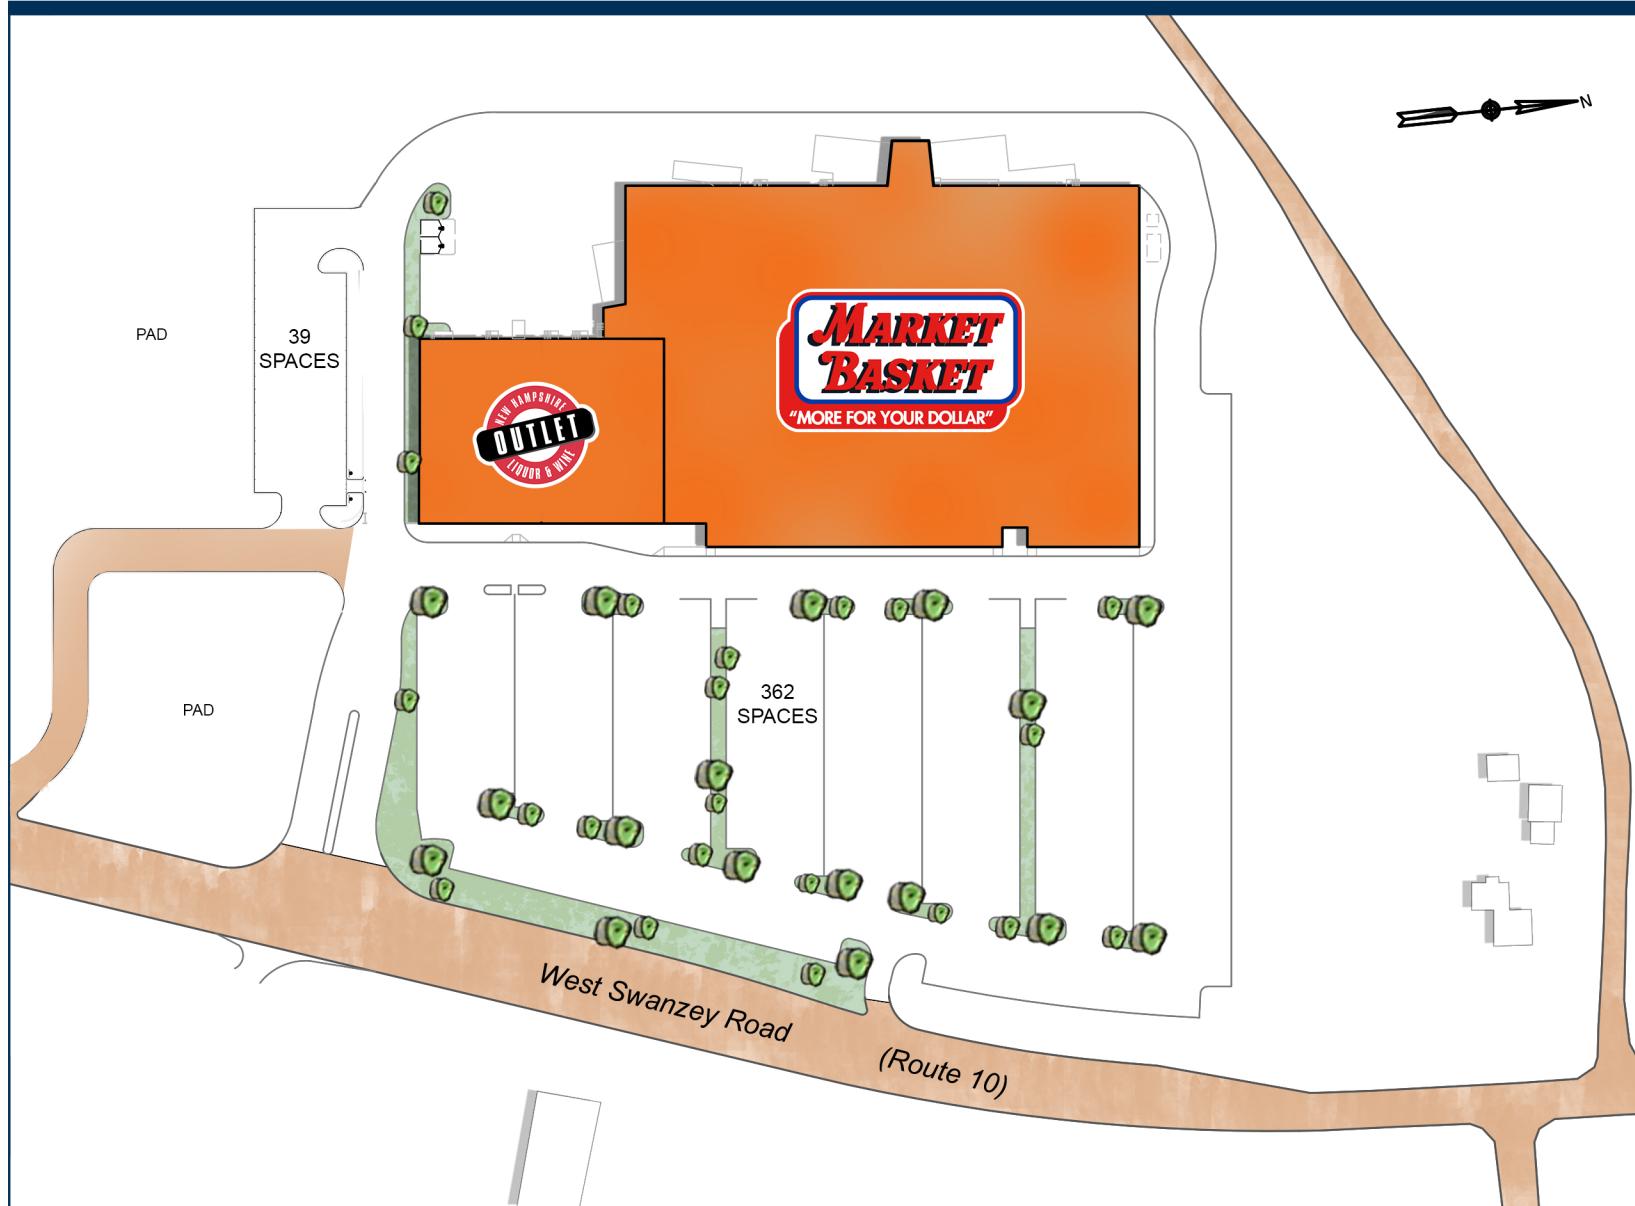 N
MARKET
BASKET
"MORE FOR YOUR DOLLAR"
PAD
39
SPACES
NEW HAMPSHIRE
OUTLET
LIQUOR & WINE
PAD
362
SPACES
West Swanzey Road
(Route 10)